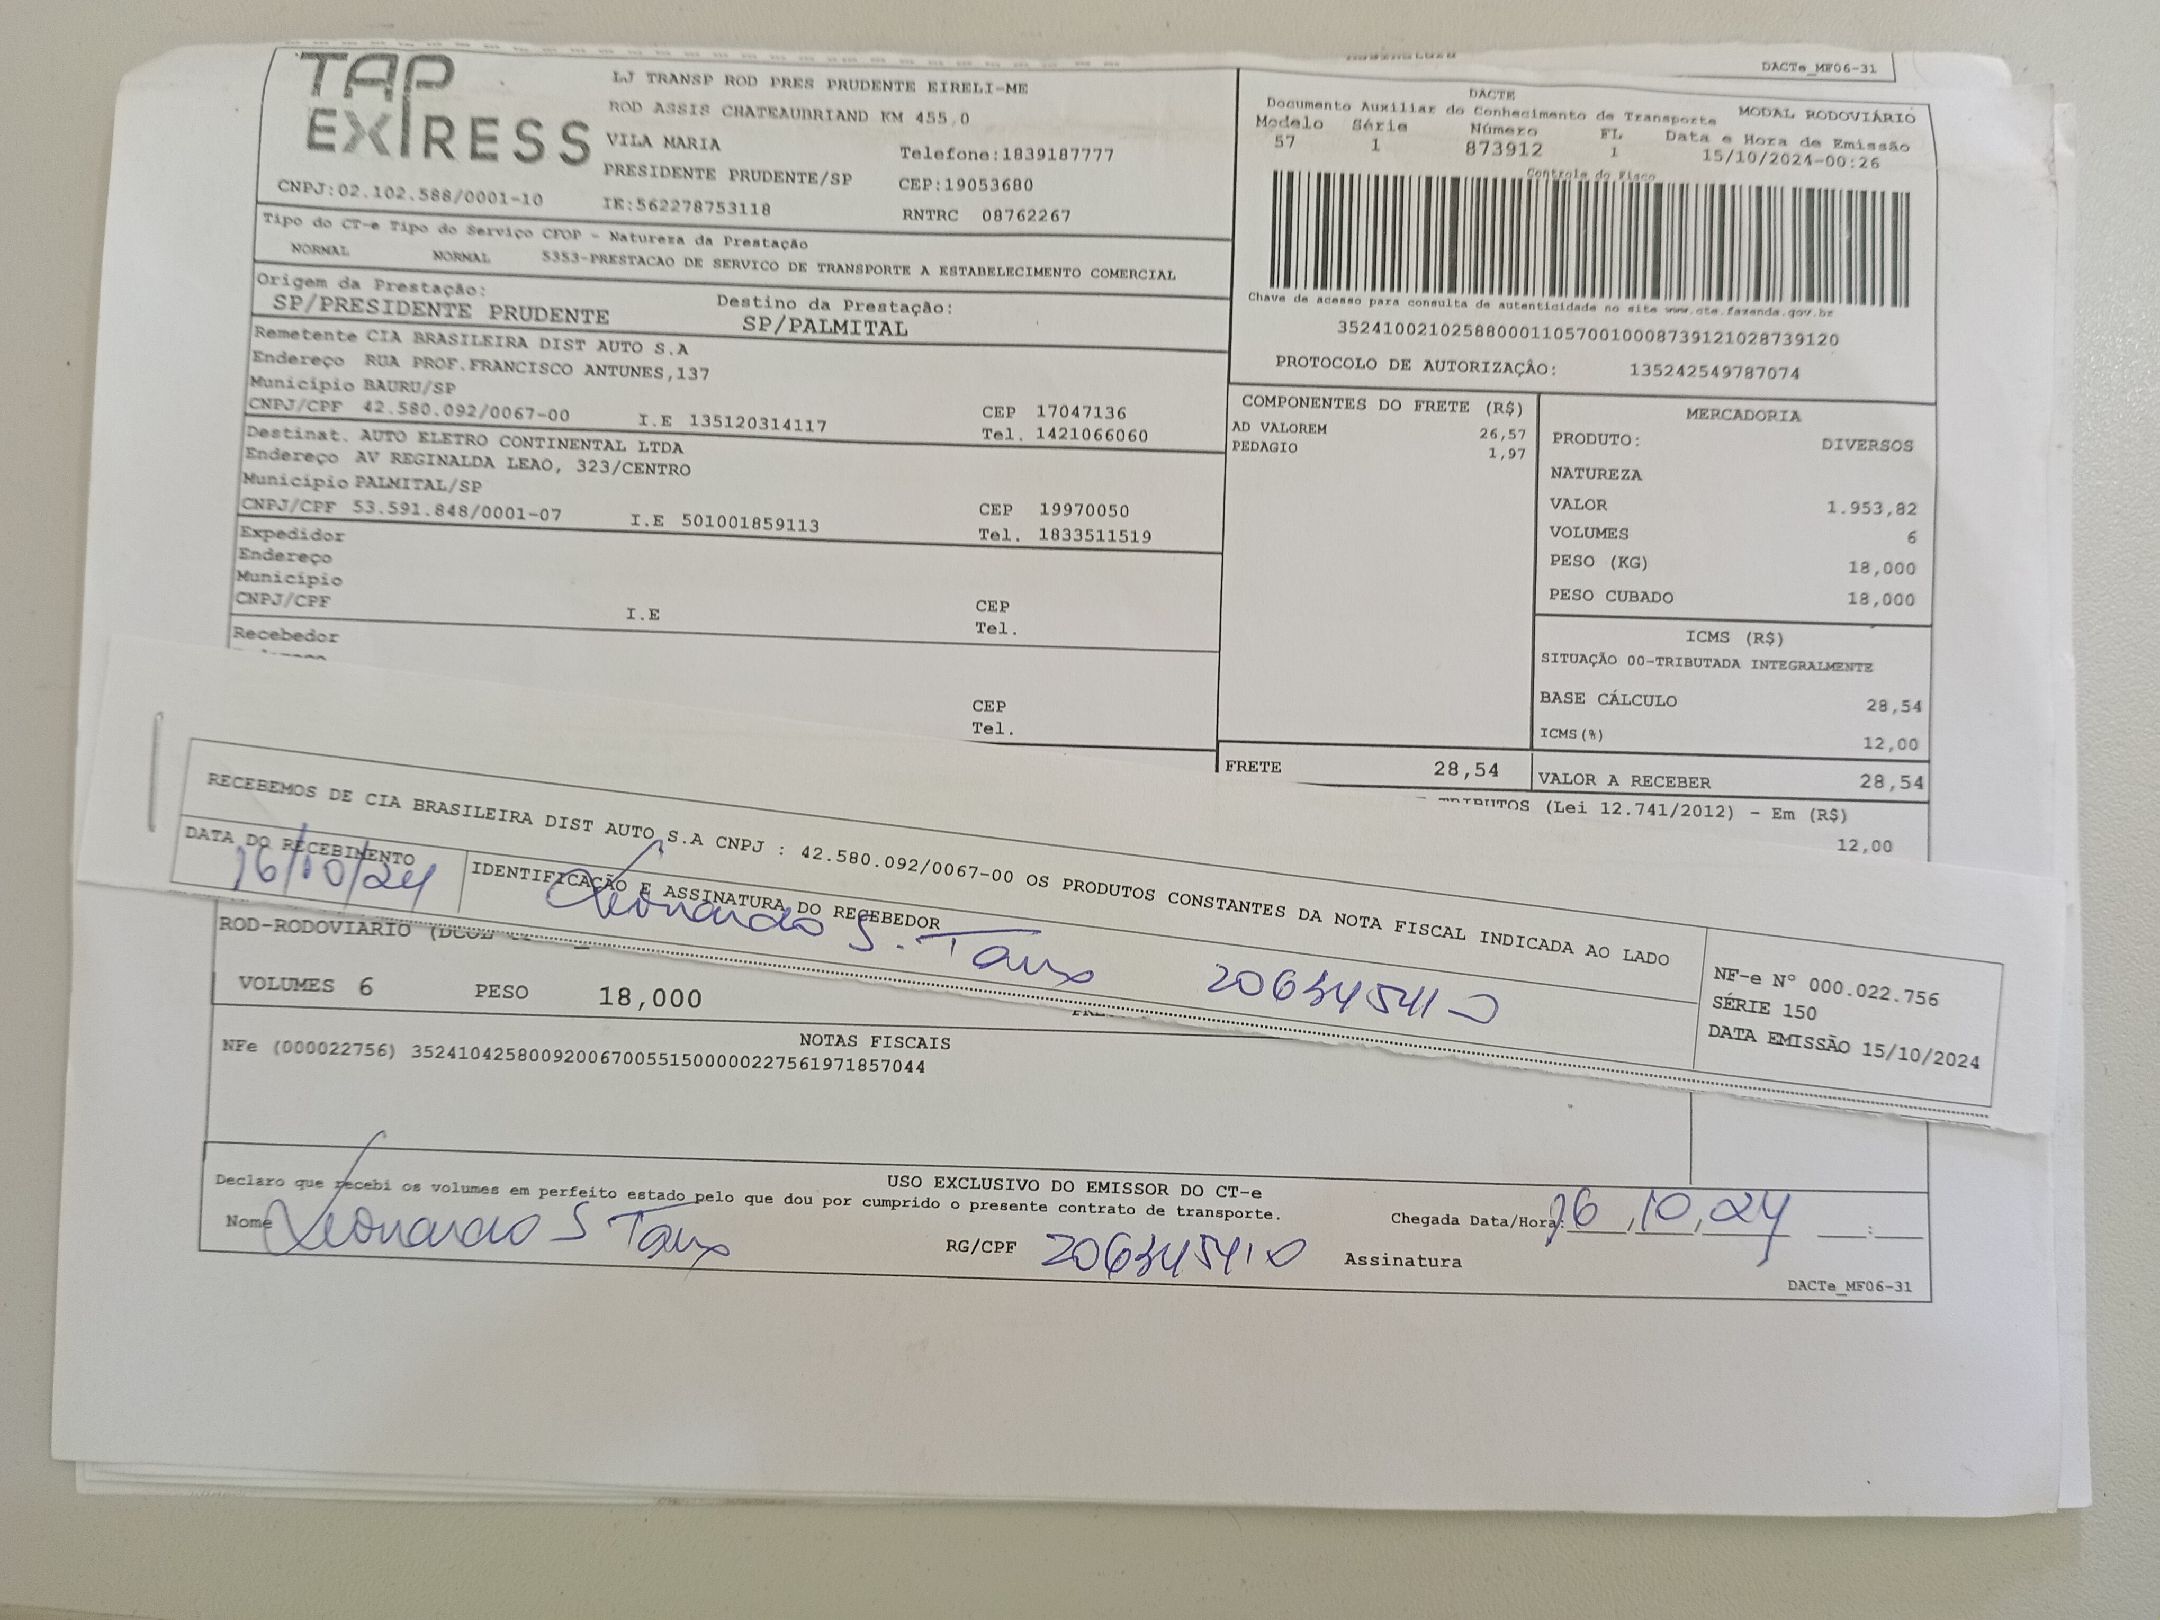 DACTe_MF06-31
TAP EXPRESS
LJ TRANSP ROD PRES PRUDENTE EIRELI-ME
ROD ASSIS CHATEAUBRIAND KM 455,0
VILA MARIA
Telefone:1839187777
PRESIDENTE PRUDENTE/SP CEP:19053680
CNPJ:02.102.588/0001-10 IE:562278753118 RNTRC 08762267
DACTE
Documento Auxiliar do Conhecimento de Transporte MODAL RODOVIÁRIO
Modelo Série Número FL Data e Hora de Emissão
57 1 873912 1 15/10/2024-00:26
Controle do Fisco
Chave de acesso para consulta de autenticidade no site www.cte.fazenda.gov.br
35241002102588000110570010008739121028739120
PROTOCOLO DE AUTORIZAÇÃO: 135242549787074
Tipo do CT-e Tipo do Serviço CFOP - Natureza da Prestação
NORMAL NORMAL 5353-PRESTACAO DE SERVICO DE TRANSPORTE A ESTABELECIMENTO COMERCIAL
Origem da Prestação: Destino da Prestação:
SP/PRESIDENTE PRUDENTE SP/PALMITAL
Remetente CIA BRASILEIRA DIST AUTO S.A
Endereço RUA PROF.FRANCISCO ANTUNES,137
Município BAURU/SP CEP 17047136
CNPJ/CPF 42.580.092/0067-00 I.E 135120314117 Tel. 1421066060
Destinat. AUTO ELETRO CONTINENTAL LTDA
Endereço AV REGINALDA LEAO, 323/CENTRO
Município PALMITAL/SP CEP 19970050
CNPJ/CPF 53.591.848/0001-07 I.E 501001859113 Tel. 1833511519
Expedidor
Endereço
Município CEP
CNPJ/CPF I.E Tel.
Recebedor
CEP
Tel.
COMPONENTES DO FRETE (R$)
AD VALOREM 26,57
PEDAGIO 1,97
FRETE 28,54
MERCADORIA
PRODUTO: DIVERSOS
NATUREZA
VALOR 1.953,82
VOLUMES 6
PESO (KG) 18,000
PESO CUBADO 18,000
ICMS (R$)
SITUAÇÃO 00-TRIBUTADA INTEGRALMENTE
BASE CÁLCULO 28,54
ICMS(%) 12,00
VALOR A RECEBER 28,54
TRIBUTOS (Lei 12.741/2012) - Em (R$)
12,00
RECEBEMOS DE CIA BRASILEIRA DIST AUTO S.A CNPJ : 42.580.092/0067-00 OS PRODUTOS CONSTANTES DA NOTA FISCAL INDICADA AO LADO
DATA DO RECEBIMENTO IDENTIFICAÇÃO E ASSINATURA DO RECEBEDOR
16/10/24 Leonardo S.
NF-e Nº 000.022.756
SÉRIE 150
DATA EMISSÃO 15/10/2024
ROD-RODOVIARIO
VOLUMES 6 PESO 18,000
NOTAS FISCAIS
NFe (000022756) 35241042580092006700551500000227561971857044
USO EXCLUSIVO DO EMISSOR DO CT-e
Declaro que recebi os volumes em perfeito estado pelo que dou por cumprido o presente contrato de transporte.
Nome Leonardo S RG/CPF Chegada Data/Hora: 16,10,24 :
Assinatura
DACTe_MF06-31